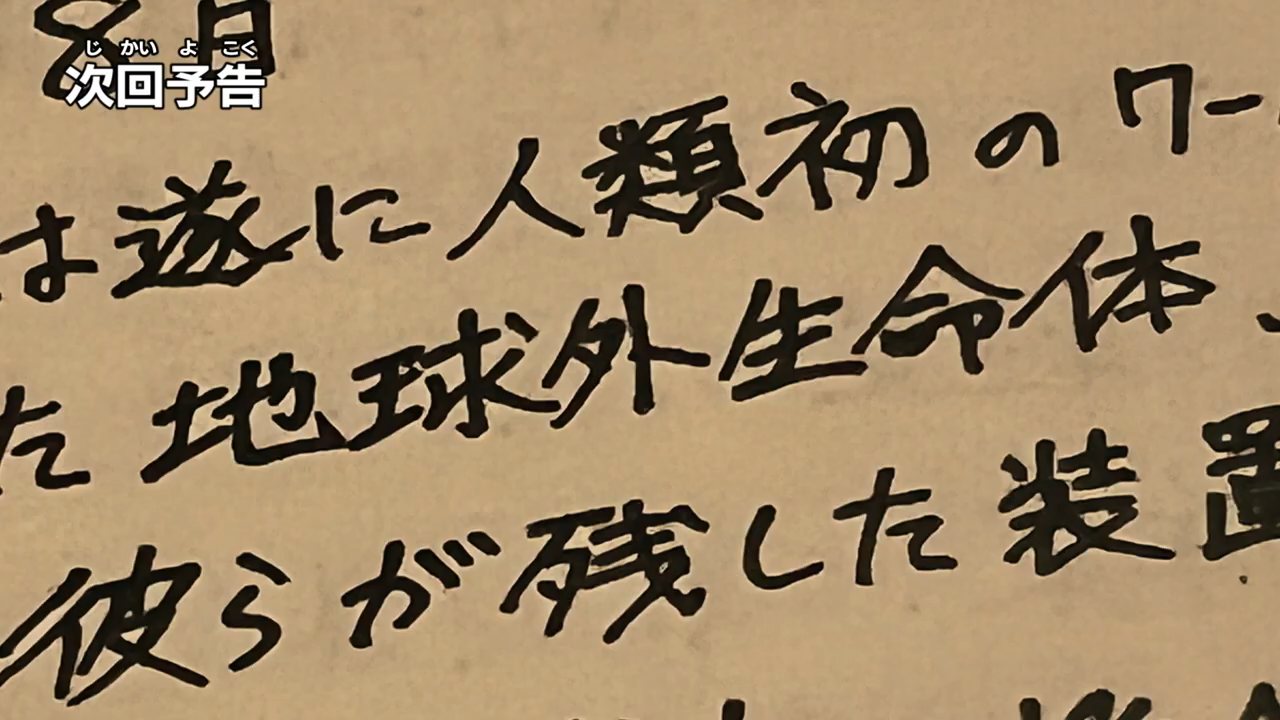 8日
じかいよこく
次回予告
は遂に人類初のワー
た地球外生命体
彼らが残した装置